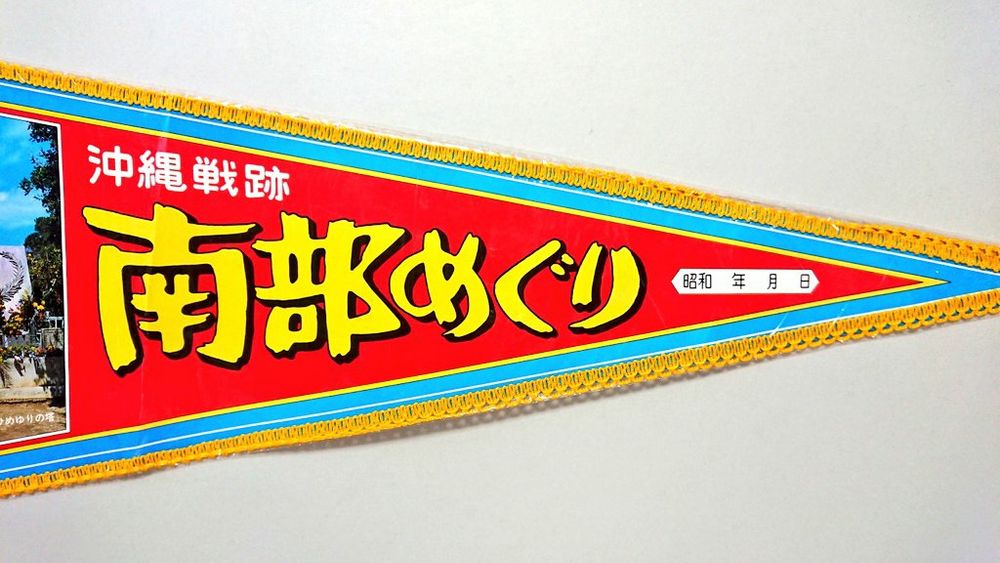 沖縄戦跡
南部めぐり
昭和 年 月 日
ひめゆりの塔